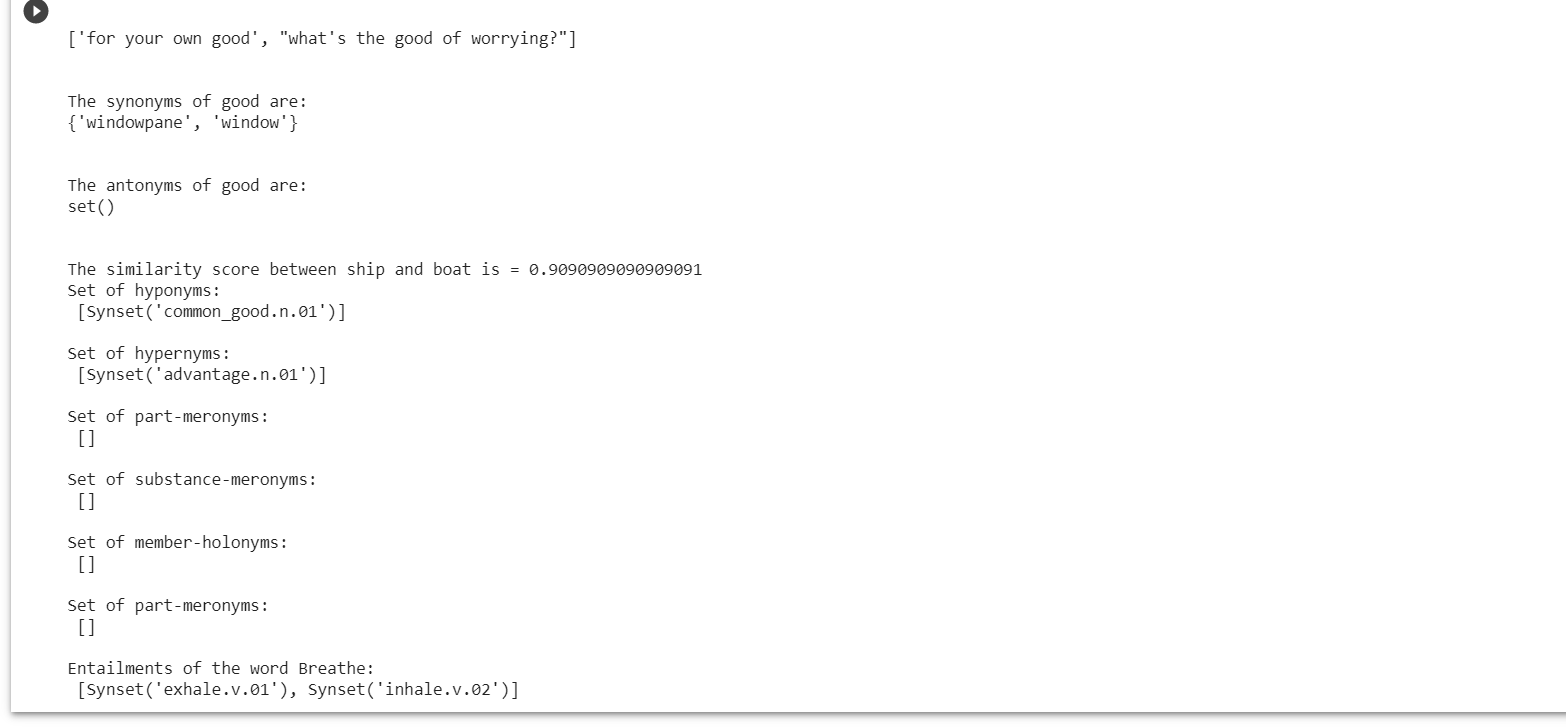 ['for your own good', "what's the good of worrying?"]
The synonyms of good are:
{'windowpane', 'window'}
The antonyms of good are:
set()
The similarity score between ship and boat is = 0.9090909090909091
Set of hyponyms:
[Synset('common_good.n.01')]
Set of hypernyms:
[Synset('advantage.n.01')]
Set of part-meronyms:
[]
Set of substance-meronyms:
[]
Set of member-holonyms:
[]
Set of part-meronyms:
[]
Entailments of the word Breathe:
[Synset('exhale.v.01'), Synset('inhale.v.02')]